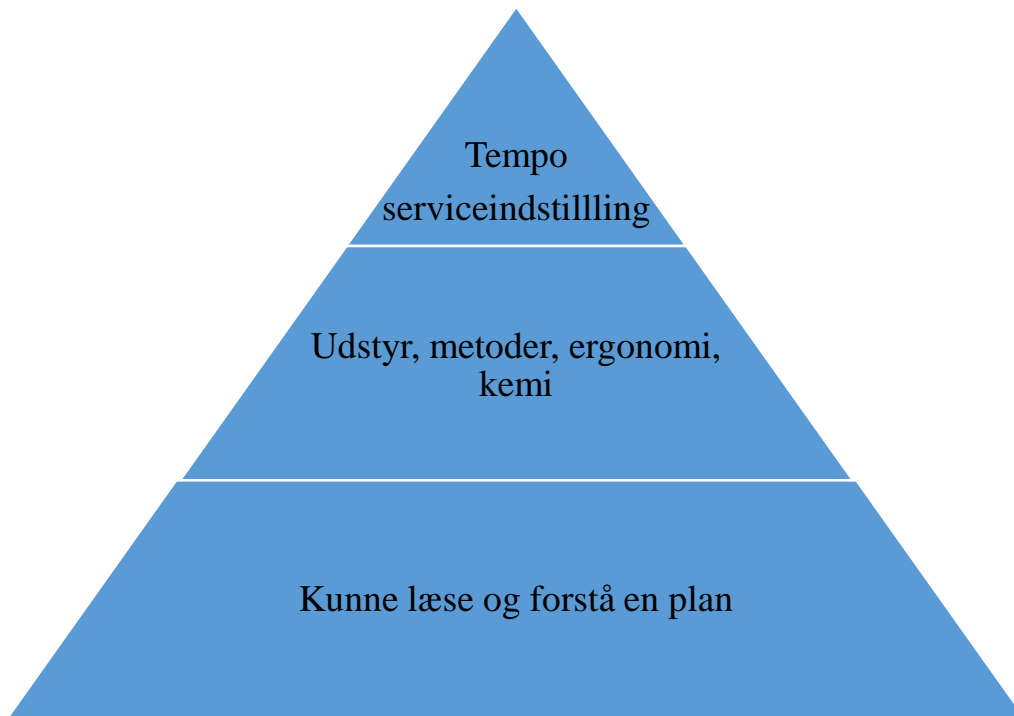 Tempo
serviceindstillling
Udstyr, metoder, ergonomi,
kemi
Kunne læse og forstå en plan